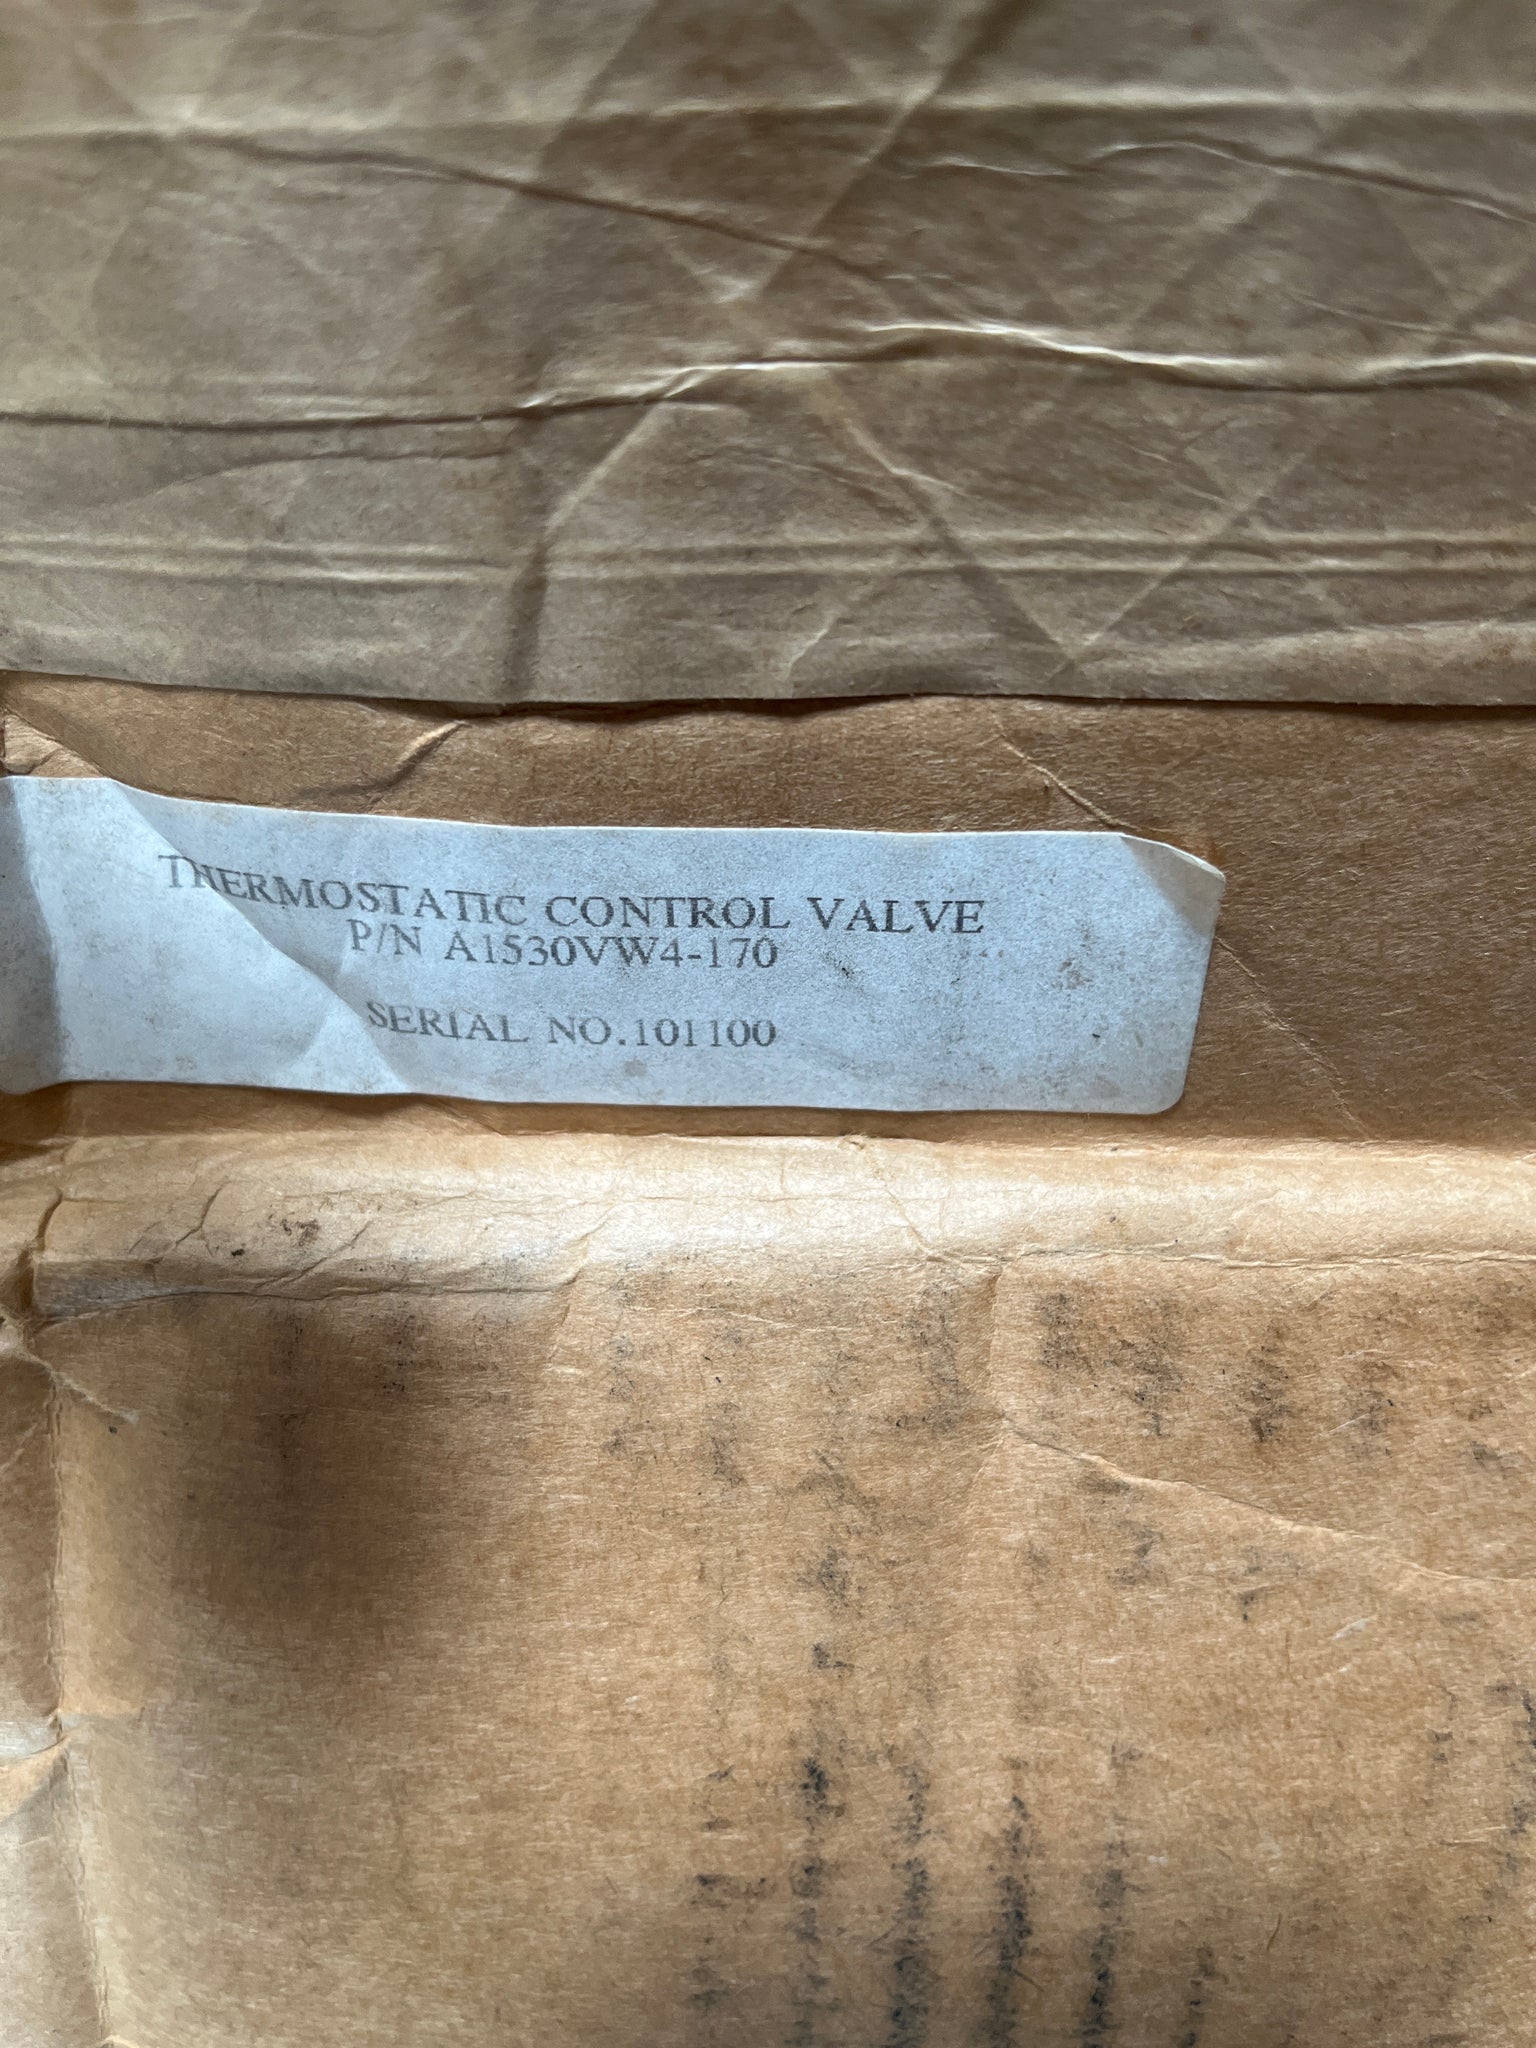 THERMOSTATIC CONTROL VALVE
P/N A1530VW4-170
SERIAL NO.101100